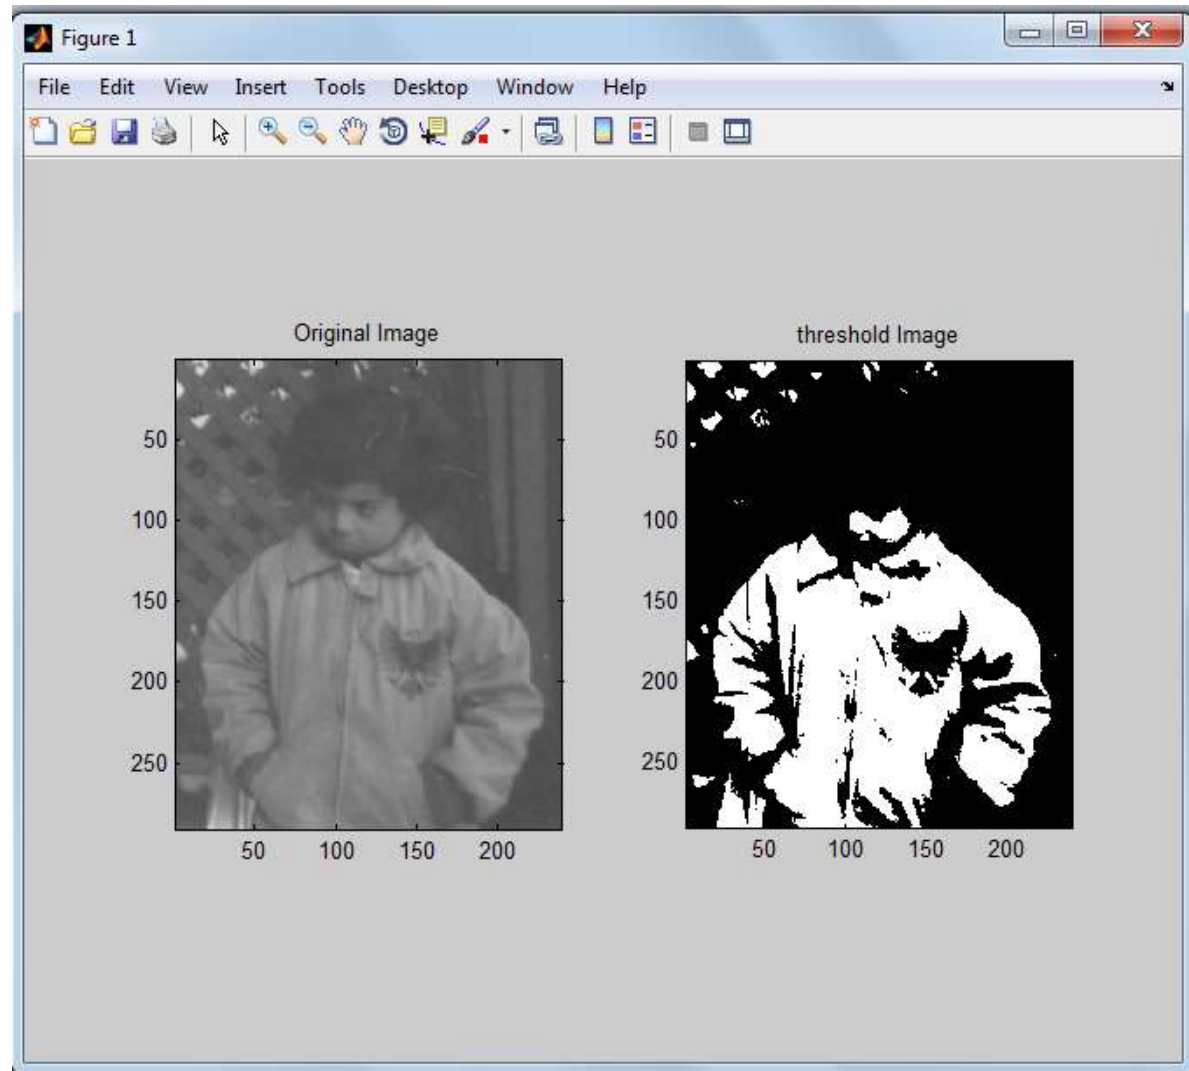 Figure 1
File Edit View Insert Tools Desktop Window Help
Original Image
50
100
150
200
250
50 100 150 200
threshold Image
50
100
150
200
250
50 100 150 200